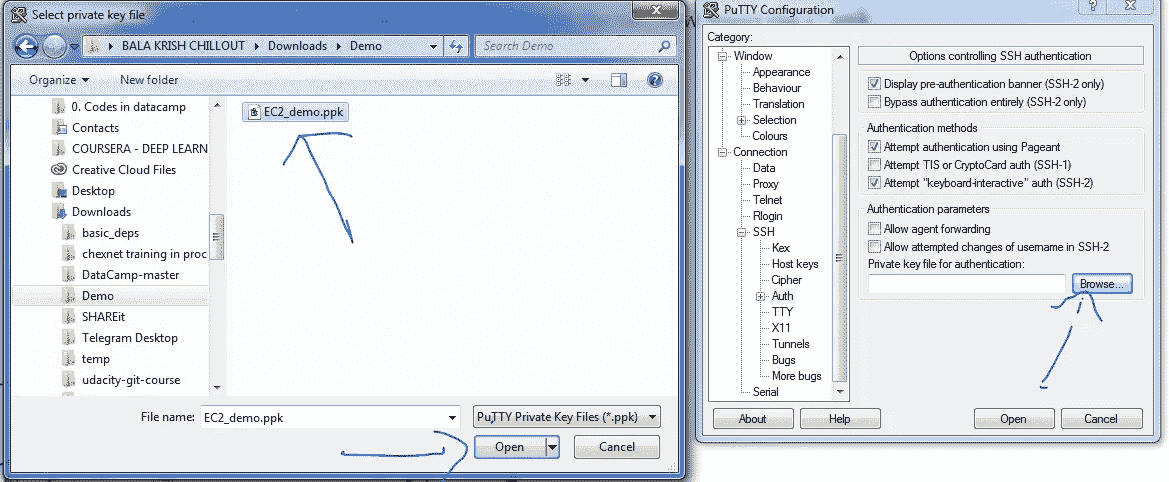 Select private key file
BALA KRISH CHILLOUT Downloads Demo
Search Demo
Organize New folder
0. Codes in datacamp
Contacts
COURSERA - DEEP LEARN
Creative Cloud Files
Desktop
Downloads
basic_deps
chexnet training in proc
DataCamp-master
Demo
SHAREit
Telegram Desktop
temp
udacity-git-course
EC2_demo.ppk
File name: EC2_demo.ppk
PuTTY Private Key Files (*.ppk)
Open Cancel
PuTTY Configuration
Category:
Window
Appearance
Behaviour
Translation
Selection
Colours
Connection
Data
Proxy
Telnet
Rlogin
SSH
Kex
Host keys
Cipher
Auth
TTY
X11
Tunnels
Bugs
More bugs
Serial
Options controlling SSH authentication
Display pre-authentication banner (SSH-2 only)
Bypass authentication entirely (SSH-2 only)
Authentication methods
Attempt authentication using Pageant
Attempt TIS or CryptoCard auth (SSH-1)
Attempt "keyboard-interactive" auth (SSH-2)
Authentication parameters
Allow agent forwarding
Allow attempted changes of username in SSH-2
Private key file for authentication:
Browse...
About Help Open Cancel